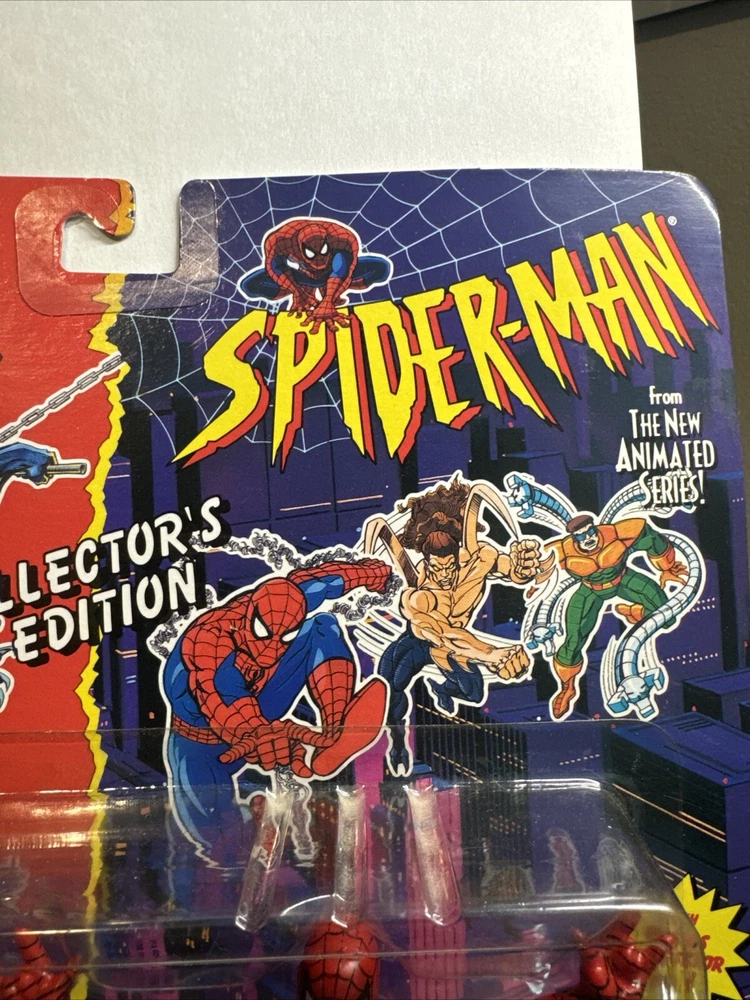 SPIDER-MAN®
from
THE NEW
ANIMATED
SERIES!
LLECTOR'S
EDITION